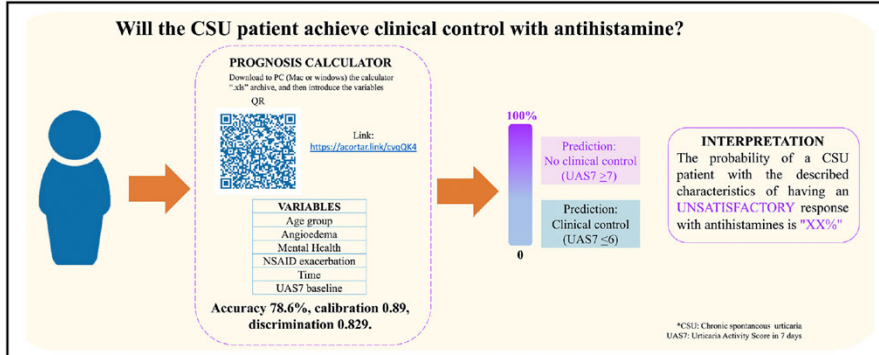 Will the CSU patient achieve clinical control with antihistamine?
PROGNOSIS CALCULATOR
Download to PC (Mac or windows) the calculator
“.xls” archive, and then introduce the variables
QR
Link:
https://acortar.link/cvqQK4
VARIABLES
Age group
Angioedema
Mental Health
NSAID exacerbation
Time
UAS7 baseline
Accuracy 78.6%, calibration 0.89,
discrimination 0.829.
100%
0
Prediction:
No clinical control
(UAS7 ≥7)
Prediction:
Clinical control
(UAS7 ≤6)
INTERPRETATION
The probability of a CSU
patient with the described
characteristics of having an
UNSATISFACTORY response
with antihistamines is "XX%"
*CSU: Chronic spontaneous urticaria
UAS7: Urticaria Activity Score in 7 days